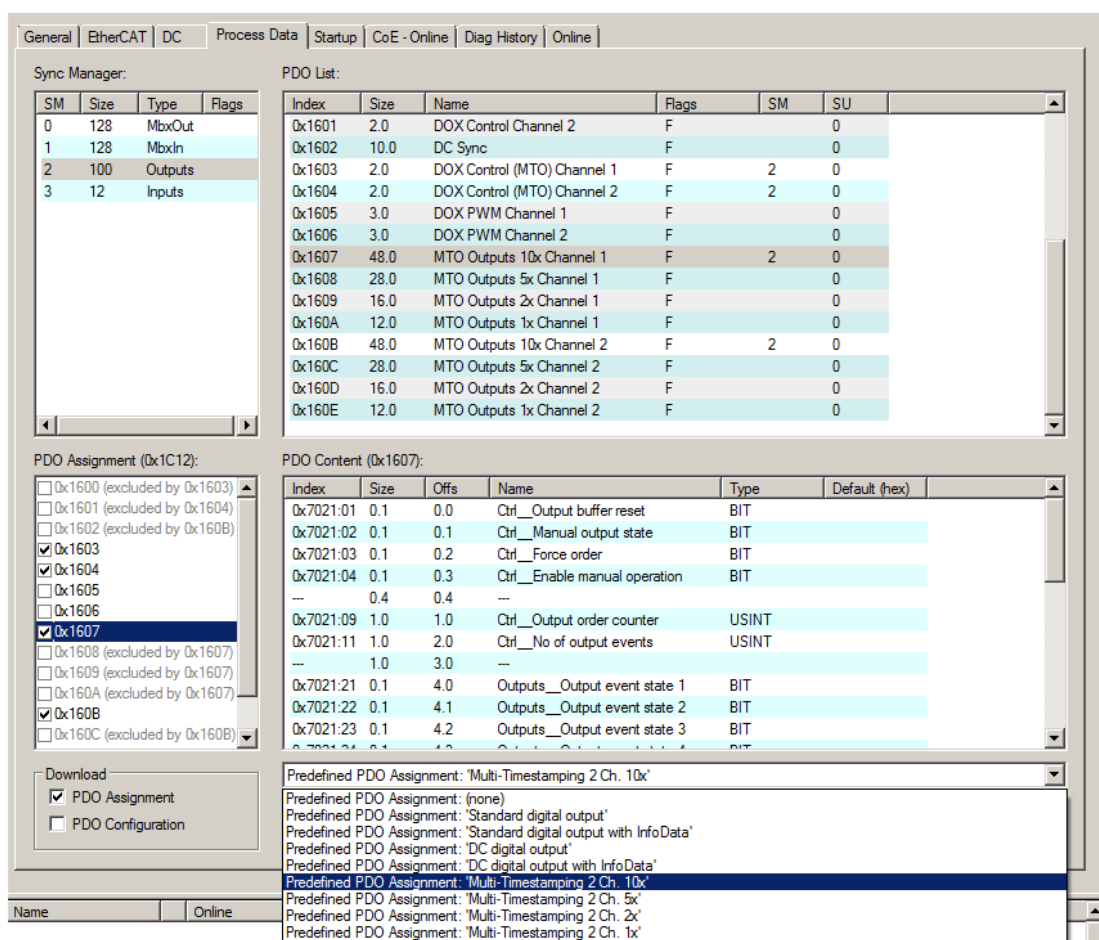 General EtherCAT DC Process Data Startup CoE - Online Diag History Online
Sync Manager:
SM Size Type Flags
0 128 MbxOut
1 128 MbxIn
2 100 Outputs
3 12 Inputs
PDO List:
Index Size Name Flags SM SU
0x1601 2.0 DOX Control Channel 2 F 0
0x1602 10.0 DC Sync F 0
0x1603 2.0 DOX Control (MTO) Channel 1 F 2 0
0x1604 2.0 DOX Control (MTO) Channel 2 F 2 0
0x1605 3.0 DOX PWM Channel 1 F 0
0x1606 3.0 DOX PWM Channel 2 F 0
0x1607 48.0 MTO Outputs 10x Channel 1 F 2 0
0x1608 28.0 MTO Outputs 5x Channel 1 F 0
0x1609 16.0 MTO Outputs 2x Channel 1 F 0
0x160A 12.0 MTO Outputs 1x Channel 1 F 0
0x160B 48.0 MTO Outputs 10x Channel 2 F 2 0
0x160C 28.0 MTO Outputs 5x Channel 2 F 0
0x160D 16.0 MTO Outputs 2x Channel 2 F 0
0x160E 12.0 MTO Outputs 1x Channel 2 F 0
PDO Assignment (0x1C12):
0x1600 (excluded by 0x1603)
0x1601 (excluded by 0x1604)
0x1602 (excluded by 0x160B)
0x1603
0x1604
0x1605
0x1606
0x1607
0x1608 (excluded by 0x1607)
0x1609 (excluded by 0x1607)
0x160A (excluded by 0x1607)
0x160B
0x160C (excluded by 0x160B)
PDO Content (0x1607):
Index Size Offs Name Type Default (hex)
0x7021:01 0.1 0.0 Ctrl__Output buffer reset BIT
0x7021:02 0.1 0.1 Ctrl__Manual output state BIT
0x7021:03 0.1 0.2 Ctrl__Force order BIT
0x7021:04 0.1 0.3 Ctrl__Enable manual operation BIT
--- 0.4 0.4 ---
0x7021:09 1.0 1.0 Ctrl__Output order counter USINT
0x7021:11 1.0 2.0 Ctrl__No of output events USINT
--- 1.0 3.0 ---
0x7021:21 0.1 4.0 Outputs__Output event state 1 BIT
0x7021:22 0.1 4.1 Outputs__Output event state 2 BIT
0x7021:23 0.1 4.2 Outputs__Output event state 3 BIT
Download
PDO Assignment
PDO Configuration
Predefined PDO Assignment: 'Multi-Timestamping 2 Ch. 10x'
Predefined PDO Assignment: (none)
Predefined PDO Assignment: 'Standard digital output'
Predefined PDO Assignment: 'Standard digital output with InfoData'
Predefined PDO Assignment: 'DC digital output'
Predefined PDO Assignment: 'DC digital output with InfoData'
Predefined PDO Assignment: 'Multi-Timestamping 2 Ch. 10x'
Predefined PDO Assignment: 'Multi-Timestamping 2 Ch. 5x'
Predefined PDO Assignment: 'Multi-Timestamping 2 Ch. 2x'
Predefined PDO Assignment: 'Multi-Timestamping 2 Ch. 1x'
Name Online